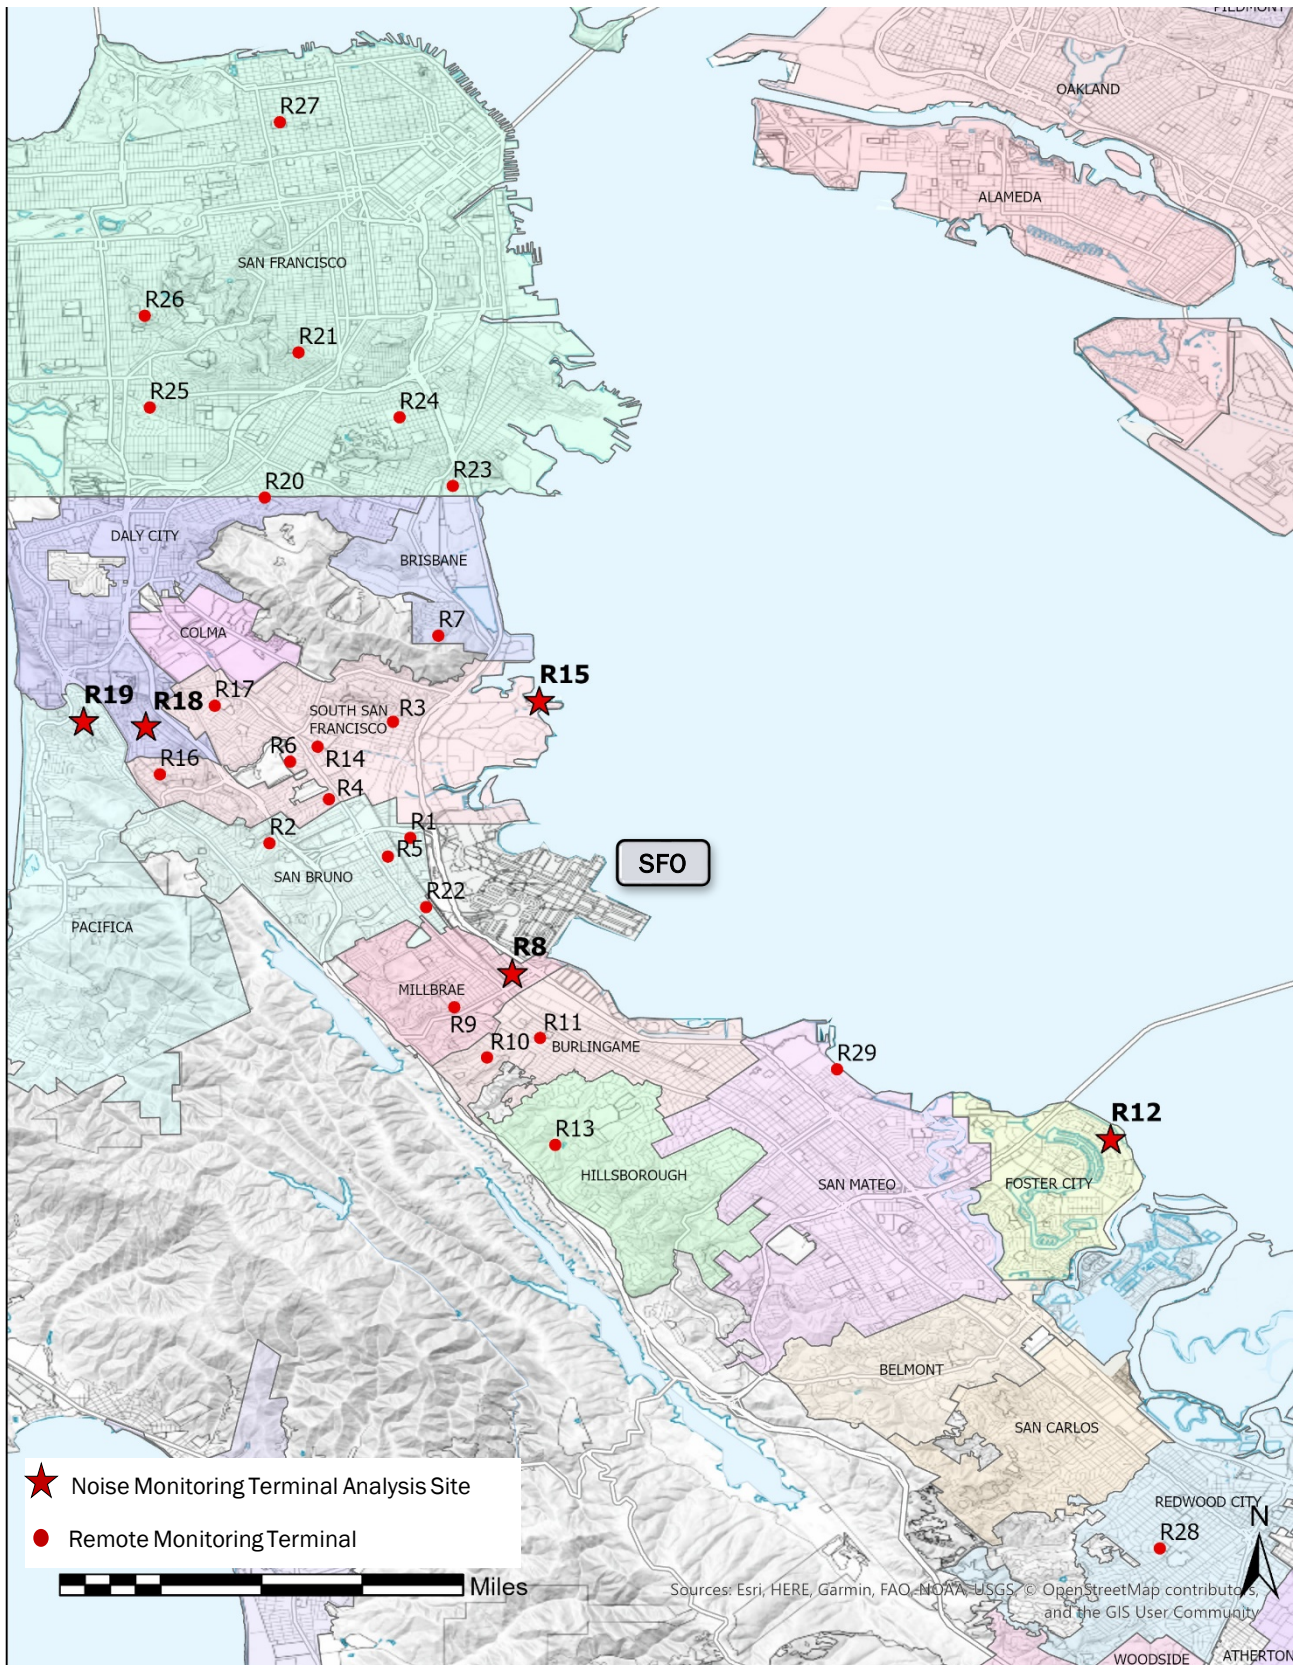 PIEDMONT
OAKLAND
R27
ALAMEDA
SAN FRANCISCO
R26
R21
R25
R24
R23
R20
DALY CITY
BRISBANE
R7
COLMA
R15
R19
R18
R17
SOUTH SAN
FRANCISCO
R3
R6
R14
R16
R4
R1
R2
R5
SFO
SAN BRUNO
R22
PACIFICA
R8
MILLBRAE
R9
R11
R10
BURLINGAME
R29
R12
R13
HILLSBOROUGH
SAN MATEO
FOSTER CITY
BELMONT
SAN CARLOS
Noise Monitoring Terminal Analysis Site
REDWOOD CITY
N
Remote Monitoring Terminal
R28
Miles
Sources: Esri, HERE, Garmin, FAO, NOAA, USGS, © OpenStreetMap contributors,
and the GIS User Community
WOODSIDE
ATHERTON